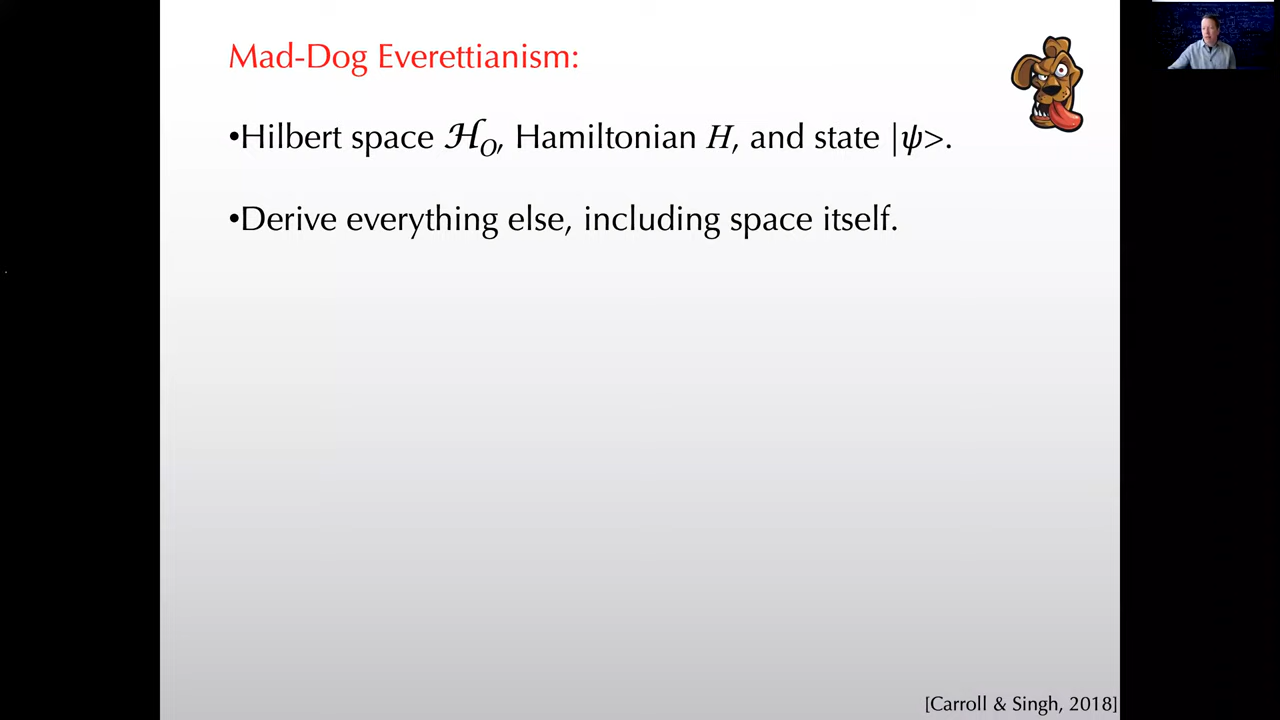 Mad-Dog Everettianism:
•Hilbert space ℋ_O, Hamiltonian H, and state |ψ>.
•Derive everything else, including space itself.
[Carroll & Singh, 2018]